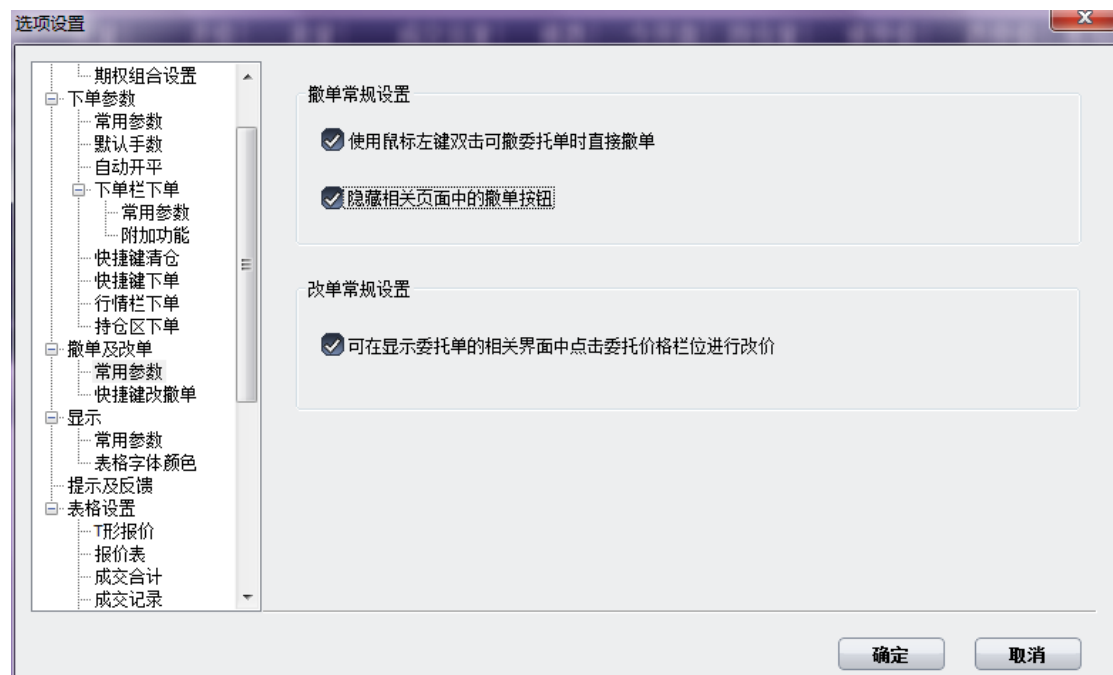 选项设置
期权组合设置
下单参数
常用参数
默认手数
自动开平
下单栏下单
常用参数
附加功能
快捷键清仓
快捷键下单
行情栏下单
持仓区下单
撤单及改单
常用参数
快捷键改撤单
显示
常用参数
表格字体颜色
提示及反馈
表格设置
T形报价
报价表
成交合计
成交记录
撤单常规设置
使用鼠标左键双击可撤委托单时直接撤单
隐藏相关页面中的撤单按钮
改单常规设置
可在显示委托单的相关界面中点击委托价格栏位进行改价
确定
取消